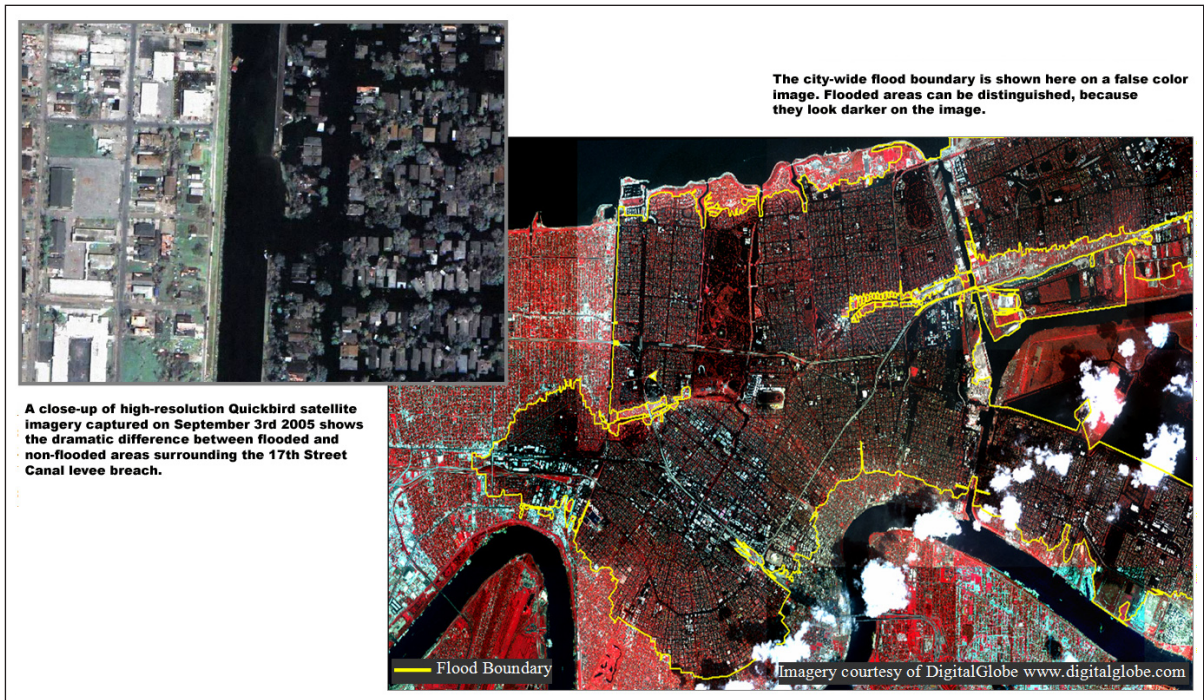 The city-wide flood boundary is shown here on a false color
image. Flooded areas can be distinguished, because
they look darker on the image.
A close-up of high-resolution Quickbird satellite
imagery captured on September 3rd 2005 shows
the dramatic difference between flooded and
non-flooded areas surrounding the 17th Street
Canal levee breach.
Flood Boundary
Imagery courtesy of DigitalGlobe www.digitalglobe.com